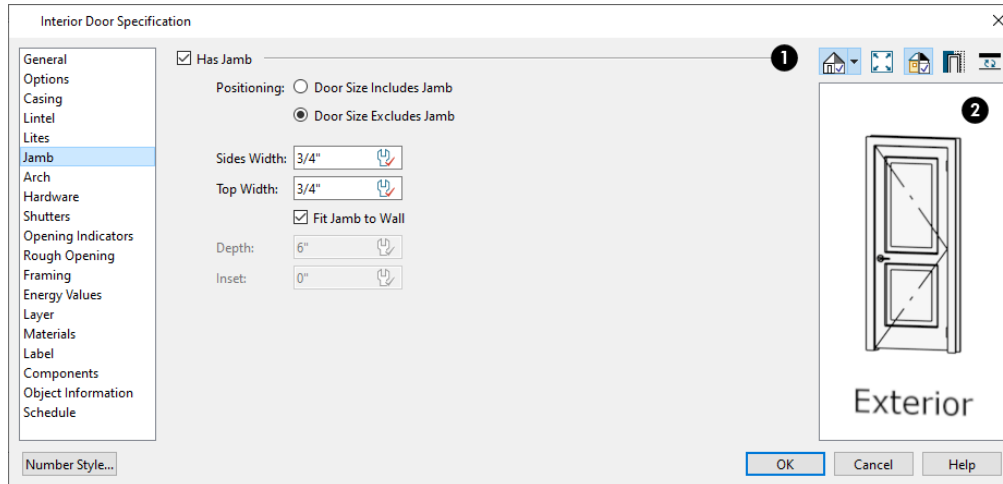 Interior Door Specification
General
Options
Casing
Lintel
Lites
Jamb
Arch
Hardware
Shutters
Opening Indicators
Rough Opening
Framing
Energy Values
Layer
Materials
Label
Components
Object Information
Schedule
Has Jamb
Positioning: Door Size Includes Jamb
Door Size Excludes Jamb
Sides Width: 3/4"
Top Width: 3/4"
Fit Jamb to Wall
Depth: 6"
Inset: 0"
1
2
Exterior
Number Style...
OK Cancel Help